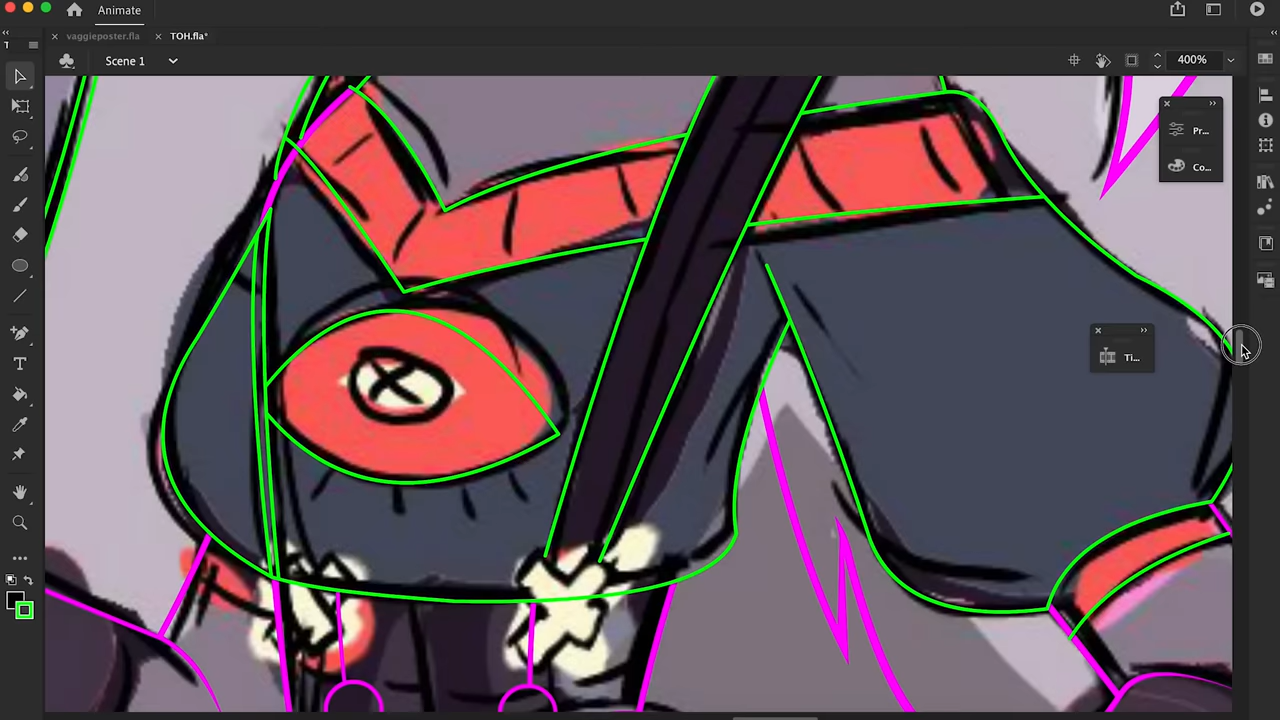 Animate
vaggieposter.fla
TOH.fla*
Scene 1
400%
Pr...
Co...
Ti...